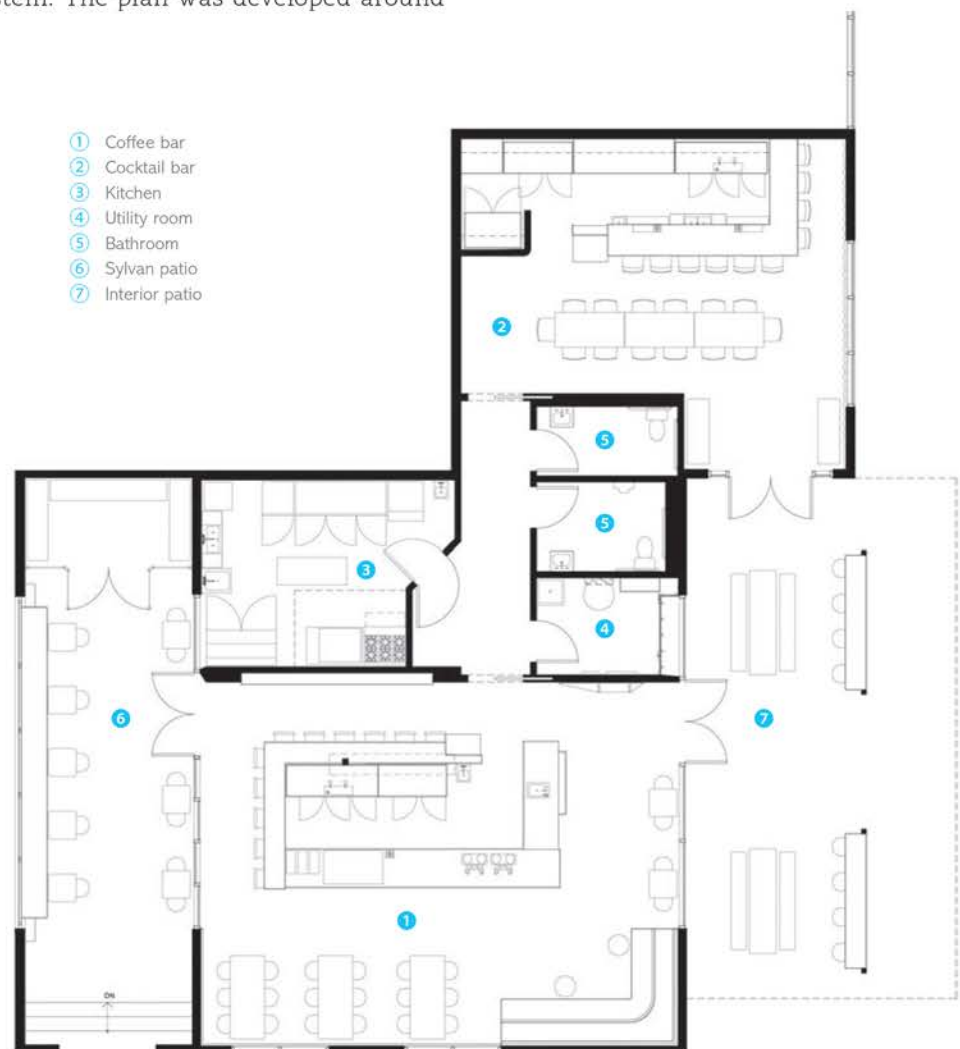 stem. The plan was developed around
① Coffee bar
② Cocktail bar
③ Kitchen
④ Utility room
⑤ Bathroom
⑥ Sylvan patio
⑦ Interior patio
2
5
5
3
4
6
7
1
DN